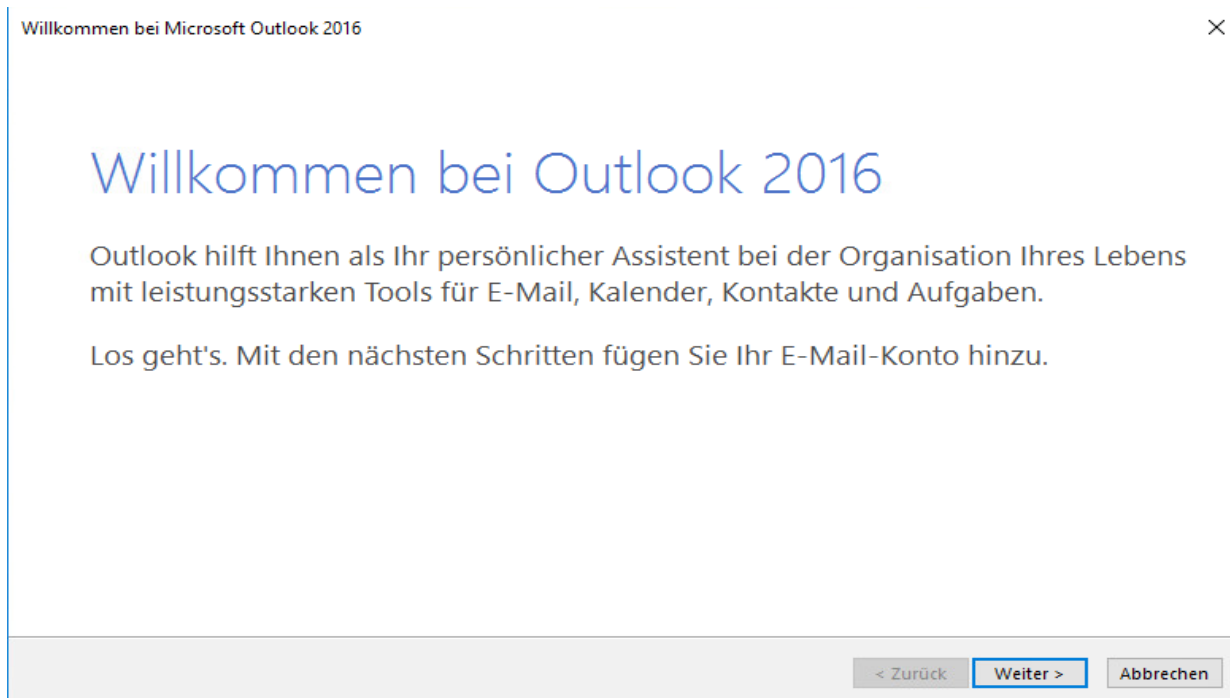 Willkommen bei Microsoft Outlook 2016
Willkommen bei Outlook 2016
Outlook hilft Ihnen als Ihr persönlicher Assistent bei der Organisation Ihres Lebens
mit leistungsstarken Tools für E-Mail, Kalender, Kontakte und Aufgaben.
Los geht's. Mit den nächsten Schritten fügen Sie Ihr E-Mail-Konto hinzu.
< Zurück Weiter > Abbrechen